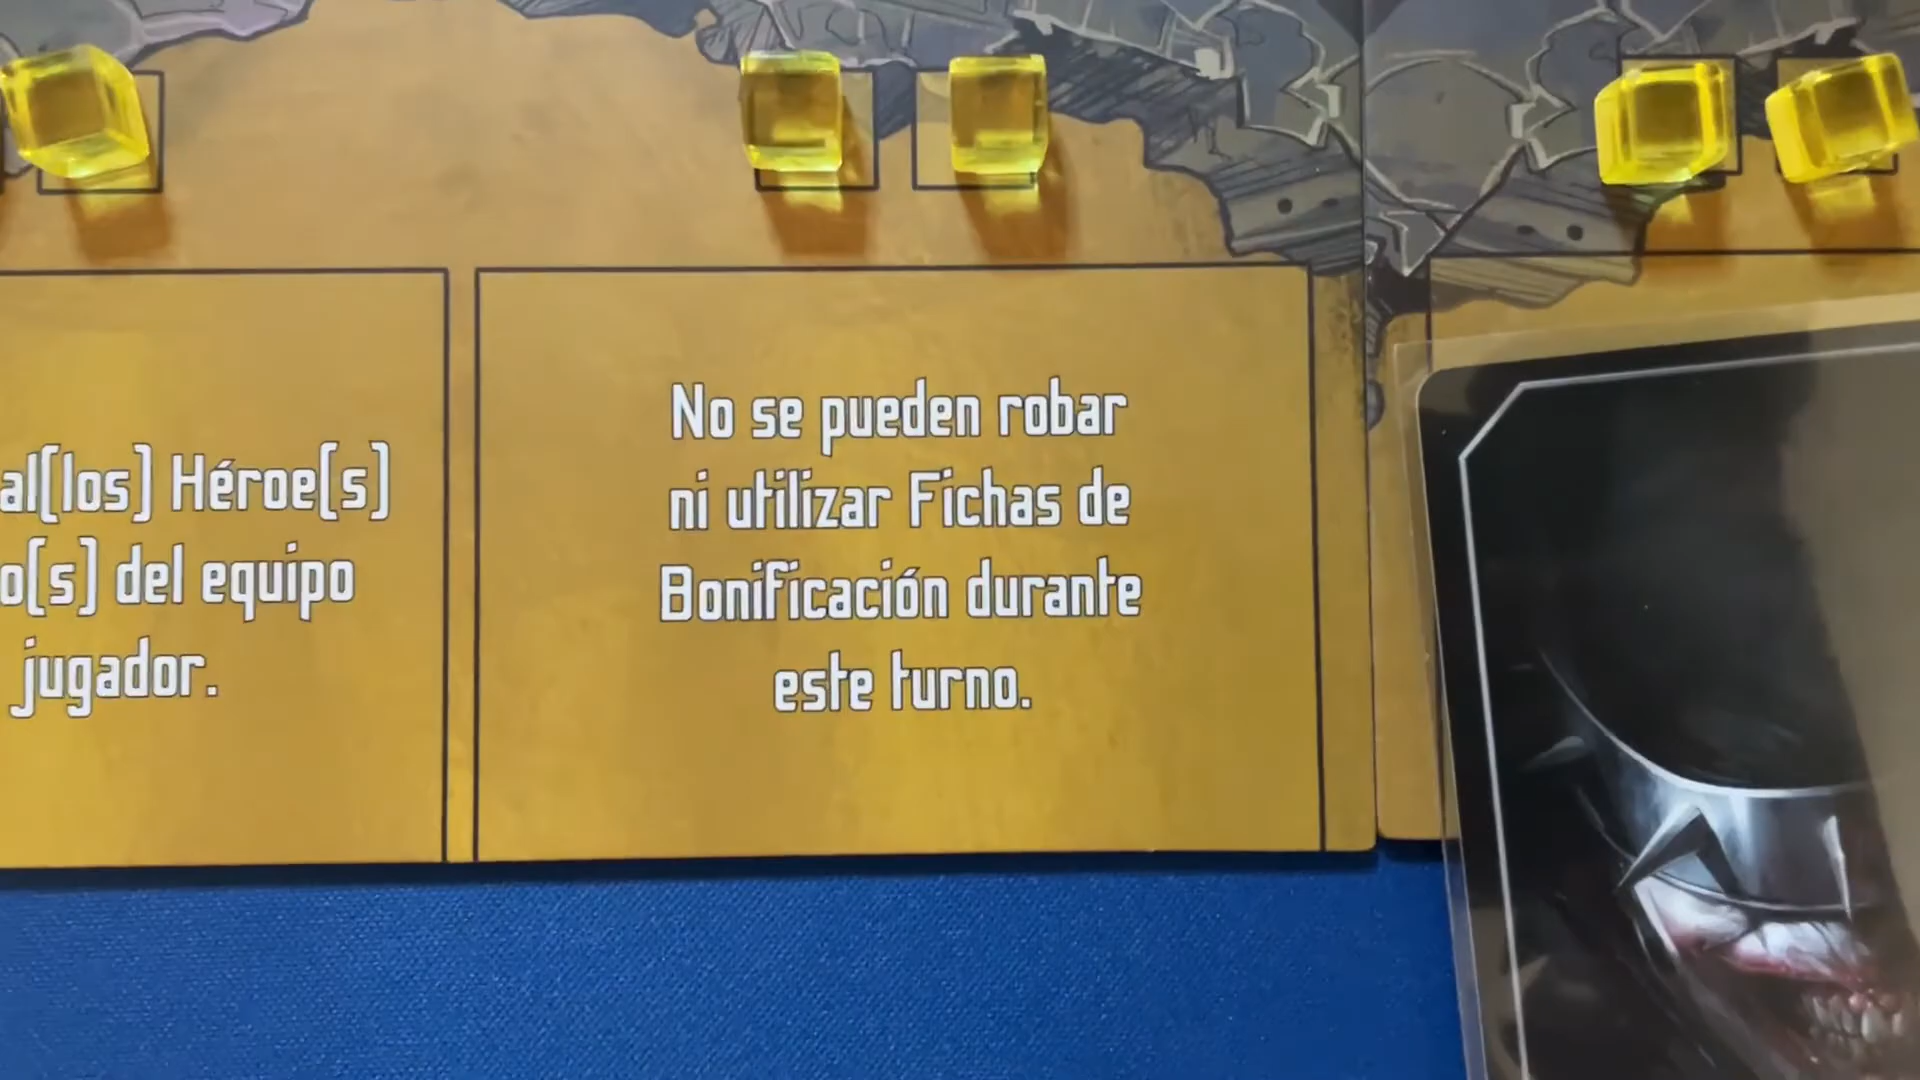 al(los) Héroe(s)
o(s) del equipo
jugador.
No se pueden robar
ni utilizar Fichas de
Bonificación durante
este turno.